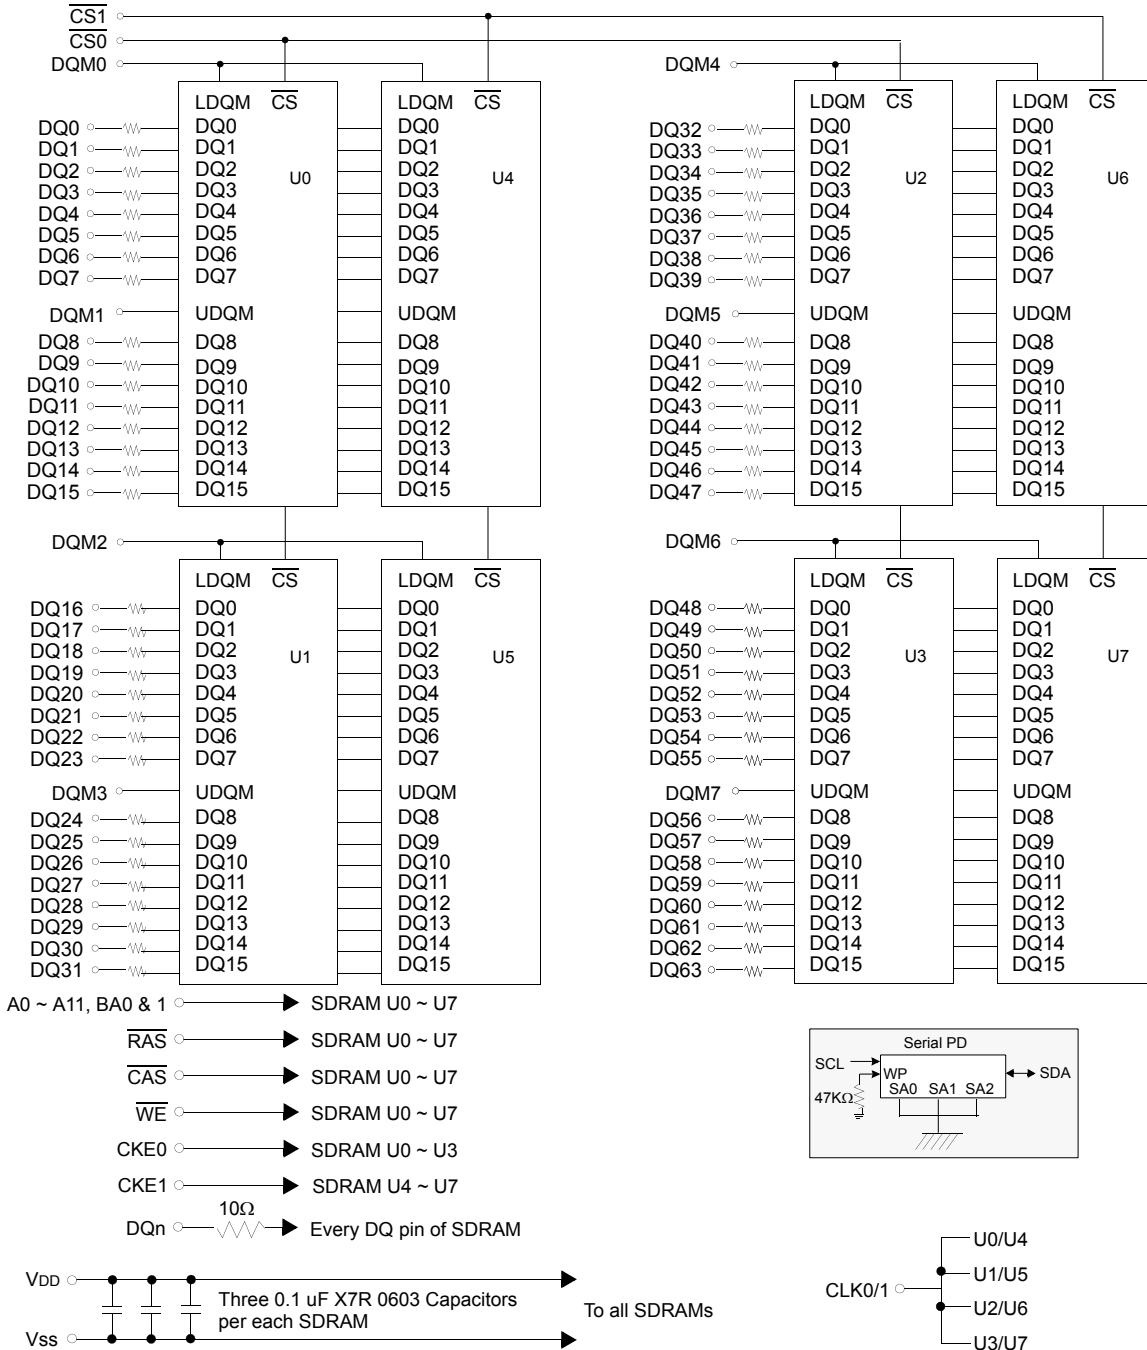 CS1
CS0
DQM0
LDQM CS
DQ0 DQ0
DQ1 DQ1
DQ2 DQ2
DQ3 DQ3
DQ4 DQ4
DQ5 DQ5
DQ6 DQ6
DQ7 DQ7
U0
DQM1 UDQM
DQ8 DQ8
DQ9 DQ9
DQ10 DQ10
DQ11 DQ11
DQ12 DQ12
DQ13 DQ13
DQ14 DQ14
DQ15 DQ15
LDQM CS
DQ0
DQ1
DQ2
DQ3
DQ4
DQ5
DQ6
DQ7
U4
UDQM
DQ8
DQ9
DQ10
DQ11
DQ12
DQ13
DQ14
DQ15
DQM4
LDQM CS
DQ32 DQ0
DQ33 DQ1
DQ34 DQ2
DQ35 DQ3
DQ36 DQ4
DQ37 DQ5
DQ38 DQ6
DQ39 DQ7
U2
DQM5 UDQM
DQ40 DQ8
DQ41 DQ9
DQ42 DQ10
DQ43 DQ11
DQ44 DQ12
DQ45 DQ13
DQ46 DQ14
DQ47 DQ15
LDQM CS
DQ0
DQ1
DQ2
DQ3
DQ4
DQ5
DQ6
DQ7
U6
UDQM
DQ8
DQ9
DQ10
DQ11
DQ12
DQ13
DQ14
DQ15
DQM2
LDQM CS
DQ16 DQ0
DQ17 DQ1
DQ18 DQ2
DQ19 DQ3
DQ20 DQ4
DQ21 DQ5
DQ22 DQ6
DQ23 DQ7
U1
DQM3 UDQM
DQ24 DQ8
DQ25 DQ9
DQ26 DQ10
DQ27 DQ11
DQ28 DQ12
DQ29 DQ13
DQ30 DQ14
DQ31 DQ15
LDQM CS
DQ0
DQ1
DQ2
DQ3
DQ4
DQ5
DQ6
DQ7
U5
UDQM
DQ8
DQ9
DQ10
DQ11
DQ12
DQ13
DQ14
DQ15
DQM6
LDQM CS
DQ48 DQ0
DQ49 DQ1
DQ50 DQ2
DQ51 DQ3
DQ52 DQ4
DQ53 DQ5
DQ54 DQ6
DQ55 DQ7
U3
DQM7 UDQM
DQ56 DQ8
DQ57 DQ9
DQ58 DQ10
DQ59 DQ11
DQ60 DQ12
DQ61 DQ13
DQ62 DQ14
DQ63 DQ15
LDQM CS
DQ0
DQ1
DQ2
DQ3
DQ4
DQ5
DQ6
DQ7
U7
UDQM
DQ8
DQ9
DQ10
DQ11
DQ12
DQ13
DQ14
DQ15
A0 ~ A11, BA0 & 1 SDRAM U0 ~ U7
RAS SDRAM U0 ~ U7
CAS SDRAM U0 ~ U7
WE SDRAM U0 ~ U7
CKE0 SDRAM U0 ~ U3
CKE1 SDRAM U4 ~ U7
10Ω
DQn Every DQ pin of SDRAM
VDD
Three 0.1 uF X7R 0603 Capacitors
per each SDRAM
Vss
To all SDRAMs
Serial PD
SCL
WP
SDA
47KΩ
SA0 SA1 SA2
CLK0/1
U0/U4
U1/U5
U2/U6
U3/U7